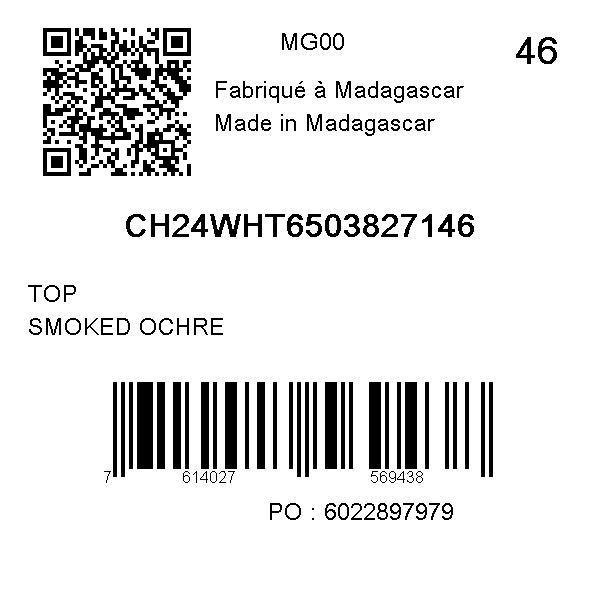 MG00
46
Fabriqué à Madagascar
Made in Madagascar
CH24WHT6503827146
TOP
SMOKED OCHRE
7 614027 569438
PO : 6022897979